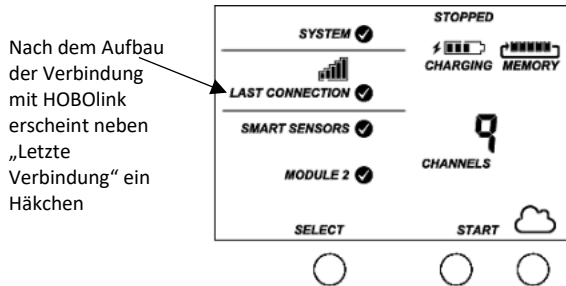 Nach dem Aufbau
der Verbindung
mit HOBOlink
erscheint neben
„Letzte
Verbindung“ ein
Häkchen
SYSTEM
LAST CONNECTION
SMART SENSORS
MODULE 2
SELECT
STOPPED
CHARGING MEMORY
9
CHANNELS
START